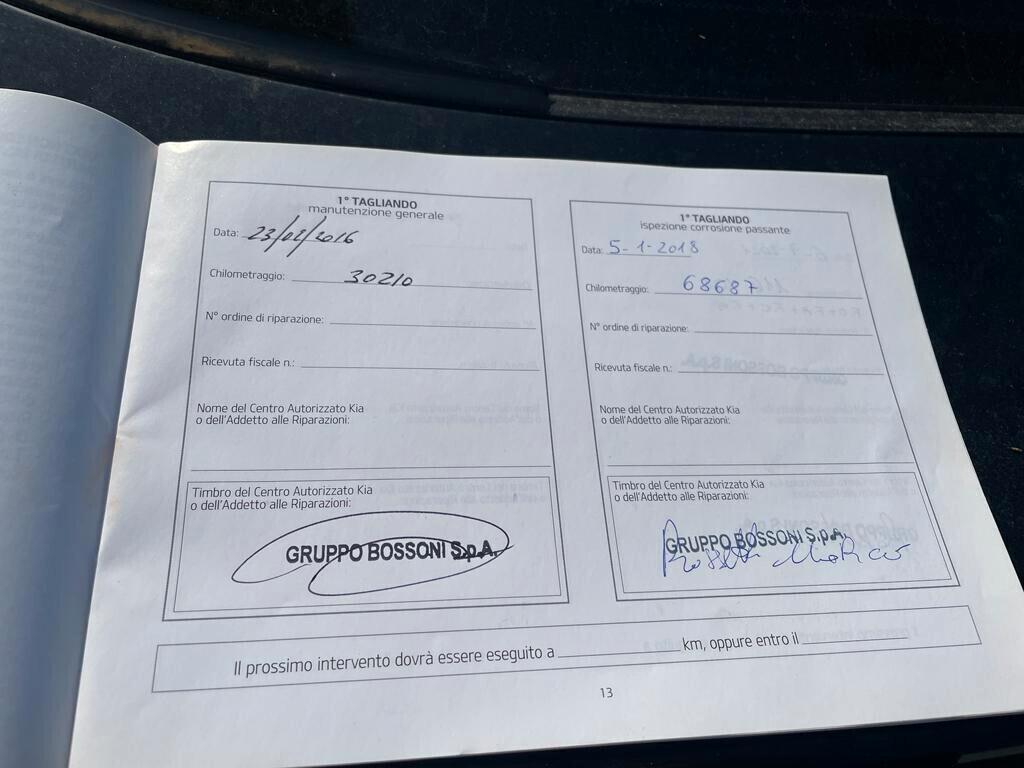 1° TAGLIANDO
manutenzione generale
Data: 23/02/2016
Chilometraggio: 30210
N° ordine di riparazione:
Ricevuta fiscale n.:
Nome del Centro Autorizzato Kia
o dell'Addetto alle Riparazioni:
Timbro del Centro Autorizzato Kia
o dell'Addetto alle Riparazioni:
GRUPPO BOSSONI S.p.A.
1° TAGLIANDO
ispezione corrosione passante
Data: 5-1-2018
Chilometraggio: 68687
N° ordine di riparazione:
Ricevuta fiscale n.:
Nome del Centro Autorizzato Kia
o dell'Addetto alle Riparazioni:
Timbro del Centro Autorizzato Kia
o dell'Addetto alle Riparazioni:
GRUPPO BOSSONI S.p.A.
Il prossimo intervento dovrà essere eseguito a km, oppure entro il
13